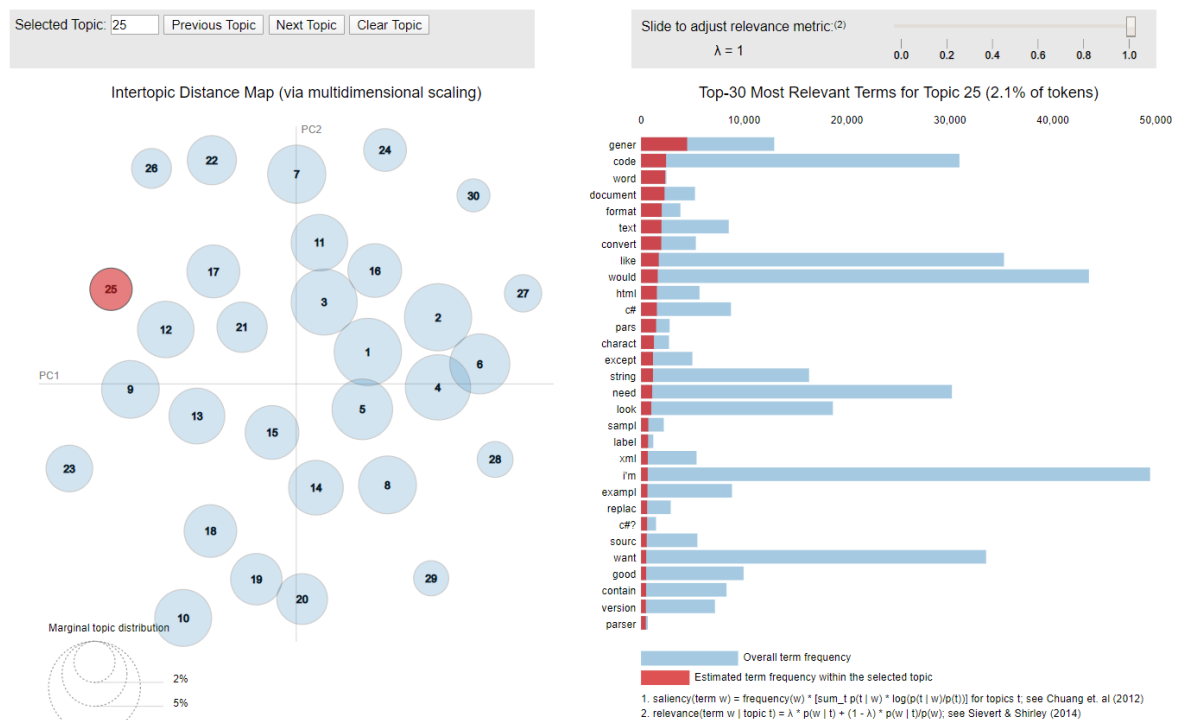 Selected Topic: 25 Previous Topic Next Topic Clear Topic
Slide to adjust relevance metric:(2)
λ = 1
0.0 0.2 0.4 0.6 0.8 1.0
Intertopic Distance Map (via multidimensional scaling)
PC2
PC1
26
22
7
24
30
11
17
16
25
3
27
12
21
2
1
6
9
4
13
5
15
23
28
14
8
18
19
20
29
10
Marginal topic distribution
2%
5%
Top-30 Most Relevant Terms for Topic 25 (2.1% of tokens)
0 10,000 20,000 30,000 40,000 50,000
gener
code
word
document
format
text
convert
like
would
html
c#
pars
charact
except
string
need
look
sampl
label
xml
i'm
exampl
replac
c#?
sourc
want
good
contain
version
parser
Overall term frequency
Estimated term frequency within the selected topic
1. saliency(term w) = frequency(w) * [sum_t p(t | w) * log(p(t | w)/p(t))] for topics t; see Chuang et. al (2012)
2. relevance(term w | topic t) = λ * p(w | t) + (1 - λ) * p(w | t)/p(w); see Sievert & Shirley (2014)